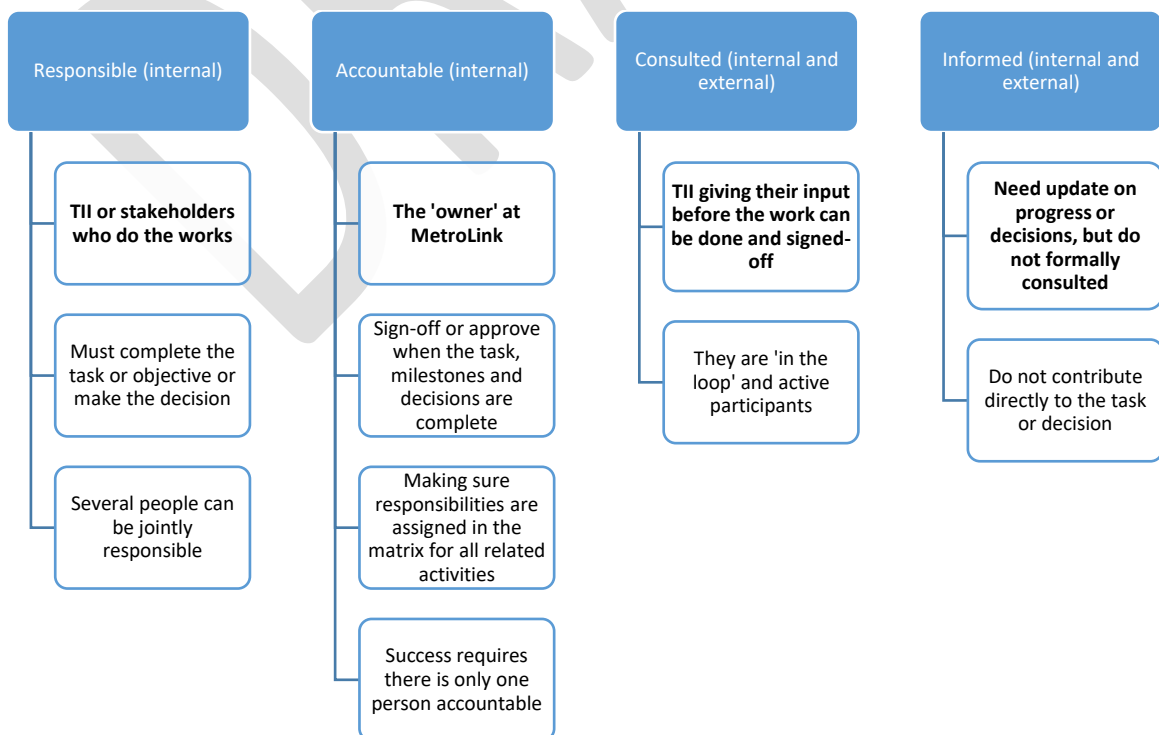 Responsible (internal)
TII or stakeholders
who do the works
Must complete the
task or objective or
make the decision
Several people can
be jointly
responsible
Accountable (internal)
The 'owner' at
MetroLink
Sign-off or approve
when the task,
milestones and
decisions are
complete
Making sure
responsibilities are
assigned in the
matrix for all related
activities
Success requires
there is only one
person accountable
Consulted (internal and
external)
TII giving their input
before the work can
be done and signed-
off
They are 'in the
loop' and active
participants
Informed (internal and
external)
Need update on
progress or
decisions, but do
not formally
consulted
Do not contribute
directly to the task
or decision